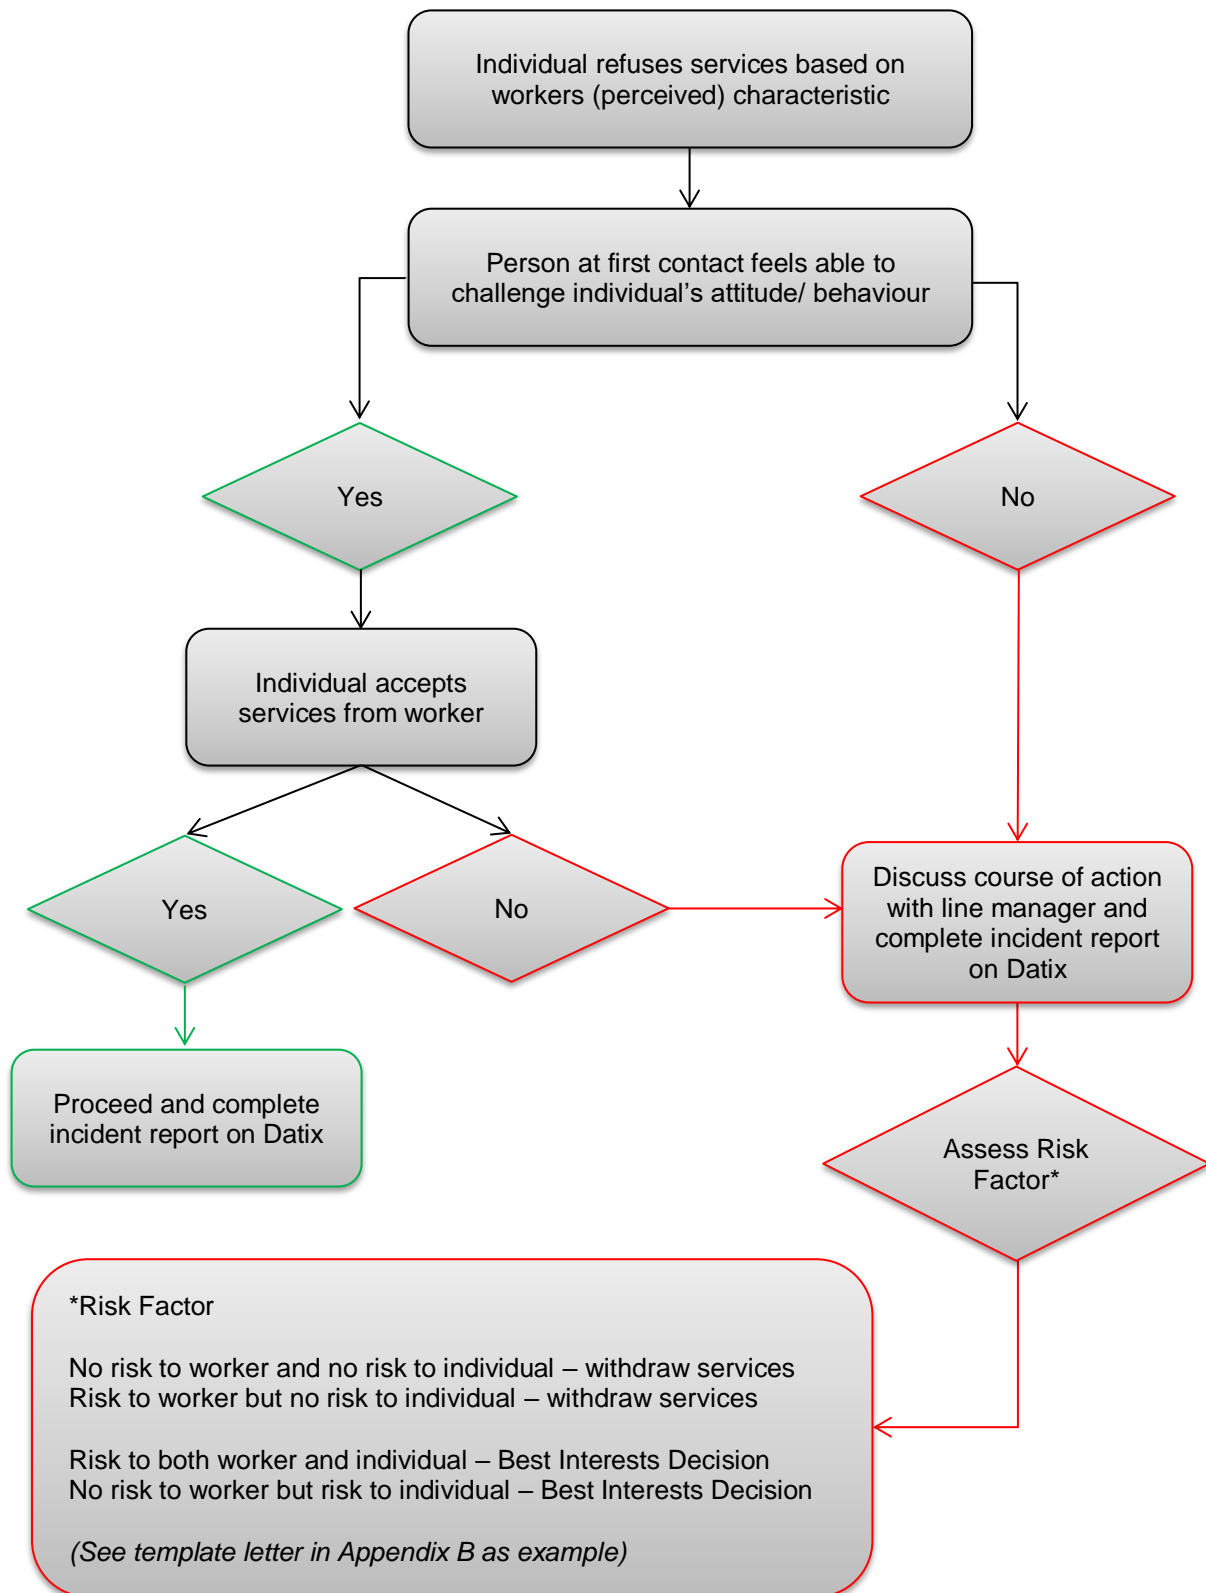 Individual refuses services based on
workers (perceived) characteristic
Person at first contact feels able to
challenge individual’s attitude/ behaviour
Yes
No
Individual accepts
services from worker
Yes
No
Discuss course of action
with line manager and
complete incident report
on Datix
Proceed and complete
incident report on Datix
Assess Risk
Factor*
*Risk Factor
No risk to worker and no risk to individual – withdraw services
Risk to worker but no risk to individual – withdraw services
Risk to both worker and individual – Best Interests Decision
No risk to worker but risk to individual – Best Interests Decision
(See template letter in Appendix B as example)